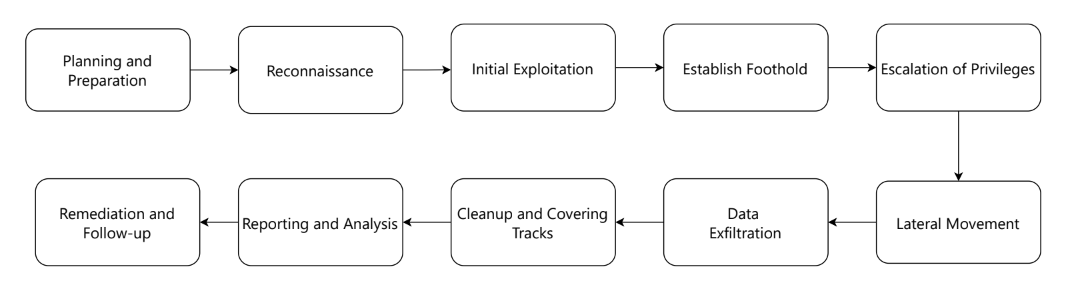 Planning and
Preparation
Reconnaissance
Initial Exploitation
Establish Foothold
Escalation of Privileges
Lateral Movement
Data
Exfiltration
Cleanup and Covering
Tracks
Reporting and Analysis
Remediation and
Follow-up